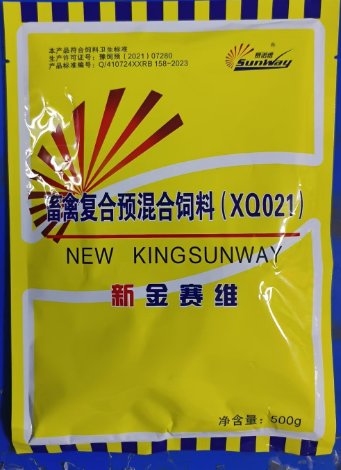 本产品符合饲料卫生标准
生产许可证号：豫饲预（2021）07280
产品标准编号：Q/410724XXRB 158-2023
赛迈维
Sunway
畜禽复合预混合饲料（XQ021）
NEW KINGSUNWAY
新金赛维
净含量：500g